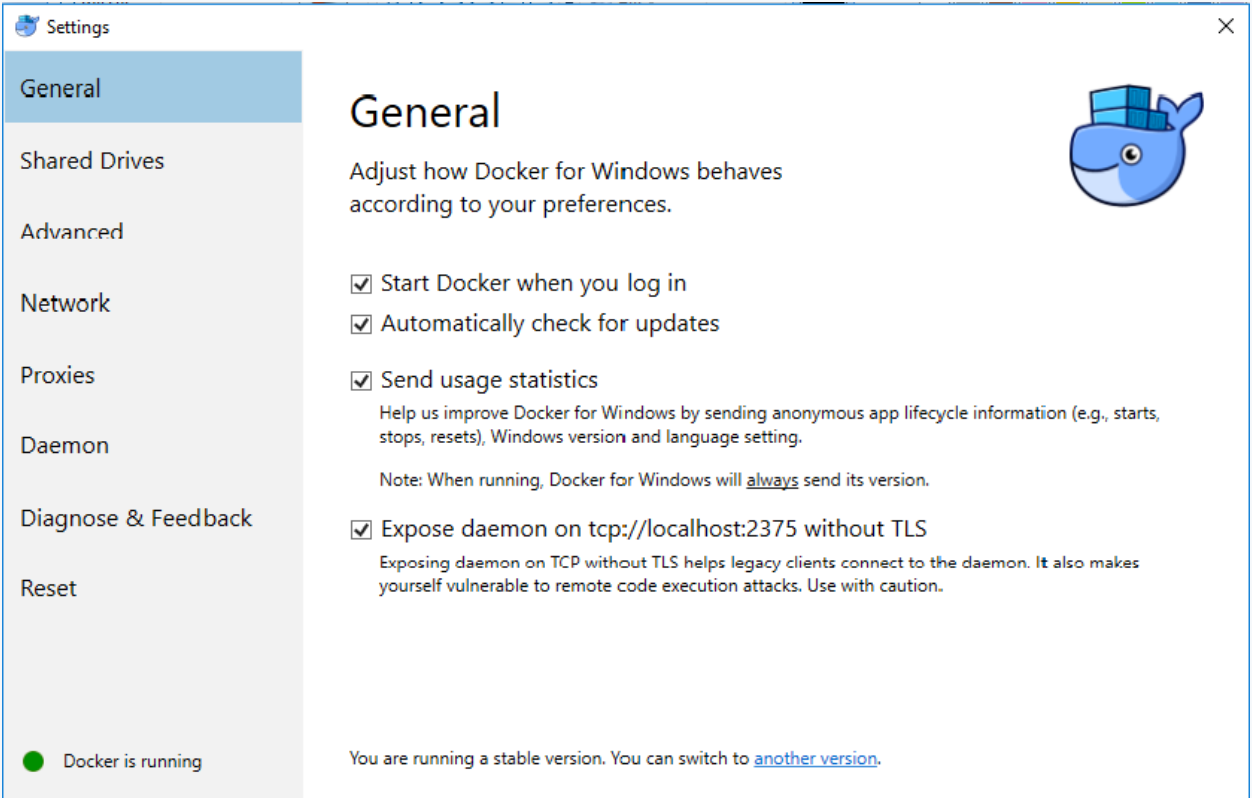 Settings
General
Shared Drives
Advanced
Network
Proxies
Daemon
Diagnose & Feedback
Reset
Docker is running
General
Adjust how Docker for Windows behaves
according to your preferences.
Start Docker when you log in
Automatically check for updates
Send usage statistics
Help us improve Docker for Windows by sending anonymous app lifecycle information (e.g., starts,
stops, resets), Windows version and language setting.
Note: When running, Docker for Windows will always send its version.
Expose daemon on tcp://localhost:2375 without TLS
Exposing daemon on TCP without TLS helps legacy clients connect to the daemon. It also makes
yourself vulnerable to remote code execution attacks. Use with caution.
You are running a stable version. You can switch to another version.